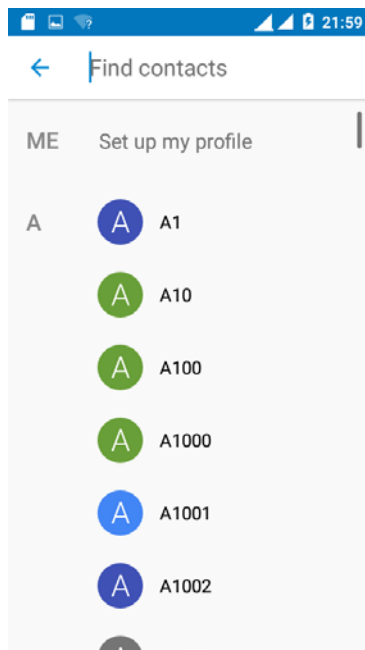 21:59
Find contacts
ME Set up my profile
A A A1
A A10
A A100
A A1000
A A1001
A A1002